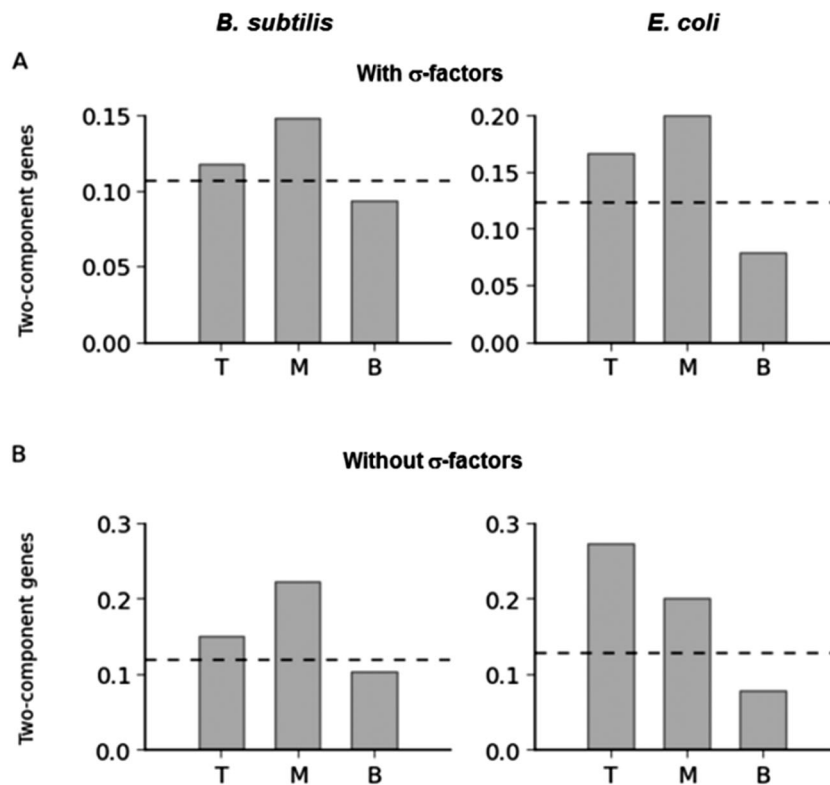 B. subtilis E. coli
A
With σ-factors
Two-component genes
0.15
0.10
0.05
0.00
T M B
0.20
0.15
0.10
0.05
0.00
T M B
B
Without σ-factors
Two-component genes
0.3
0.2
0.1
0.0
T M B
0.3
0.2
0.1
0.0
T M B